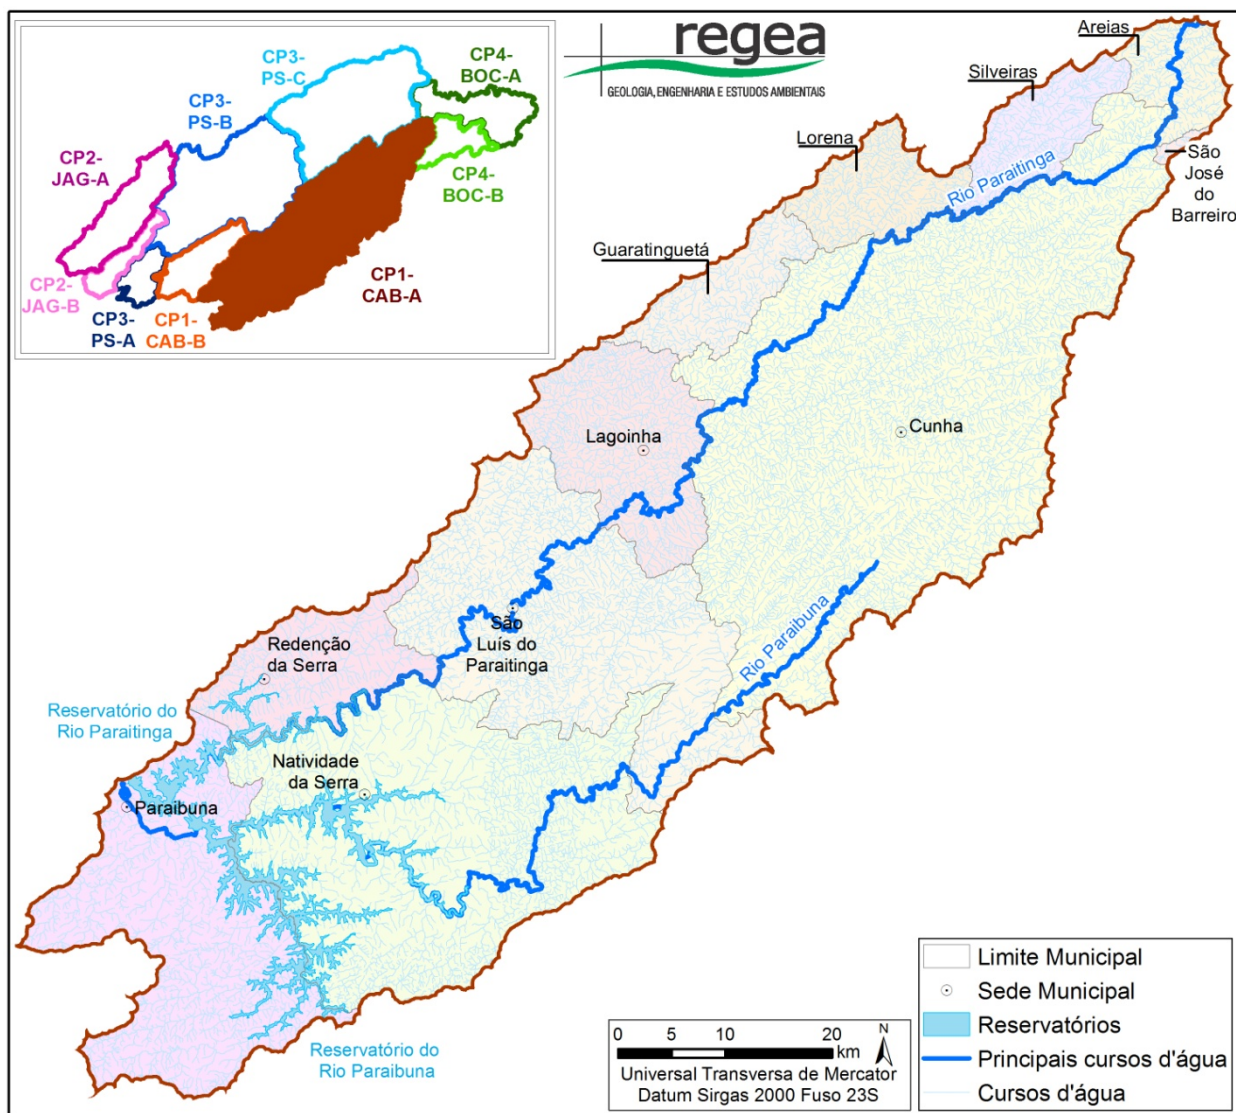 CP3-
PS-C
CP4-
BOC-A
CP3-
PS-B
CP2-
JAG-A
CP4-
BOC-B
CP1-
CAB-A
CP2-
JAG-B
CP3-
PS-A
CP1-
CAB-B
regea
GEOLOGIA, ENGENHARIA E ESTUDOS AMBIENTAIS
Areias
Silveiras
Lorena
São
José
do
Barreiro
Rio Paraitinga
Guaratinguetá
Lagoinha
Cunha
Rio Paraibuna
São
Luís do
Paraitinga
Redenção
da Serra
Reservatório do
Rio Paraitinga
Natividade
da Serra
Paraibuna
Reservatório do
Rio Paraibuna
0 5 10 20
km
N
Universal Transversa de Mercator
Datum Sirgas 2000 Fuso 23S
Limite Municipal
Sede Municipal
Reservatórios
Principais cursos d'água
Cursos d'água